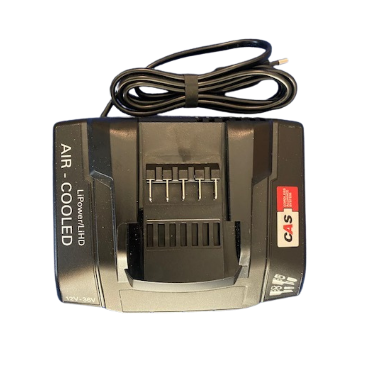 AIR - COOLED
LiPower/LiHD
12V-36V
CAS